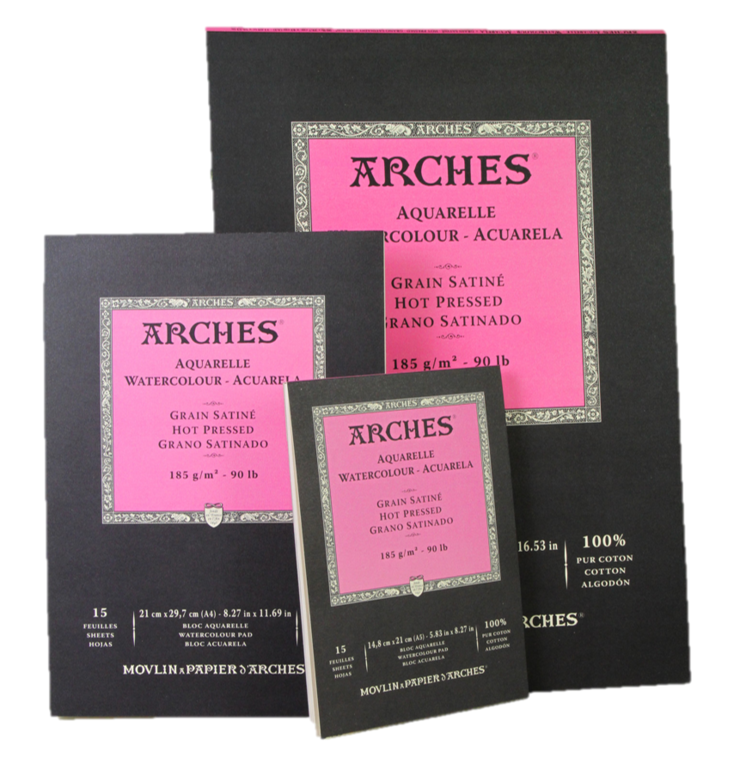 ARCHES
ARCHES®
AQUARELLE
RCOLOUR - ACUARELA
GRAIN SATINÉ
HOT PRESSED
GRANO SATINADO
185 g/m² - 90 lb
16.53 in
100%
PUR COTON
COTTON
ALGODÓN
RCHES®
ARCHES
ARCHES®
AQUARELLE
WATERCOLOUR - ACUARELA
GRAIN SATINÉ
HOT PRESSED
GRANO SATINADO
185 g/m² - 90 lb
15
FEUILLES
SHEETS
HOJAS
21 cm x 29,7 cm (A4) - 8.27 in x 11.69 in
BLOC AQUARELLE
WATERCOLOUR PAD
BLOC ACUARELA
MOVLIN A PAPIER D'ARCHES
ARCHES
ARCHES®
AQUARELLE
WATERCOLOUR - ACUARELA
GRAIN SATINÉ
HOT PRESSED
GRANO SATINADO
185 g/m² - 90 lb
15
FEUILLES
SHEETS
HOJAS
14,8 cm x 21 cm (A5) - 5.83 in x 8.27 in
BLOC AQUARELLE
WATERCOLOUR PAD
BLOC ACUARELA
100%
PUR COTON
COTTON
ALGODÓN
MOVLIN A PAPIER D'ARCHES®